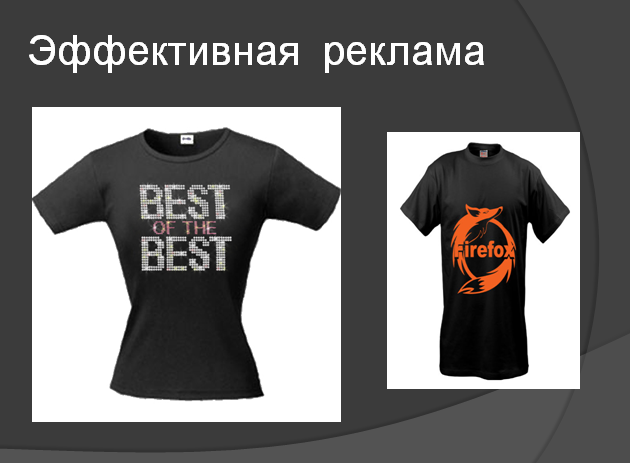 Эффективная реклама
BEST
OF THE
BEST
Firefox